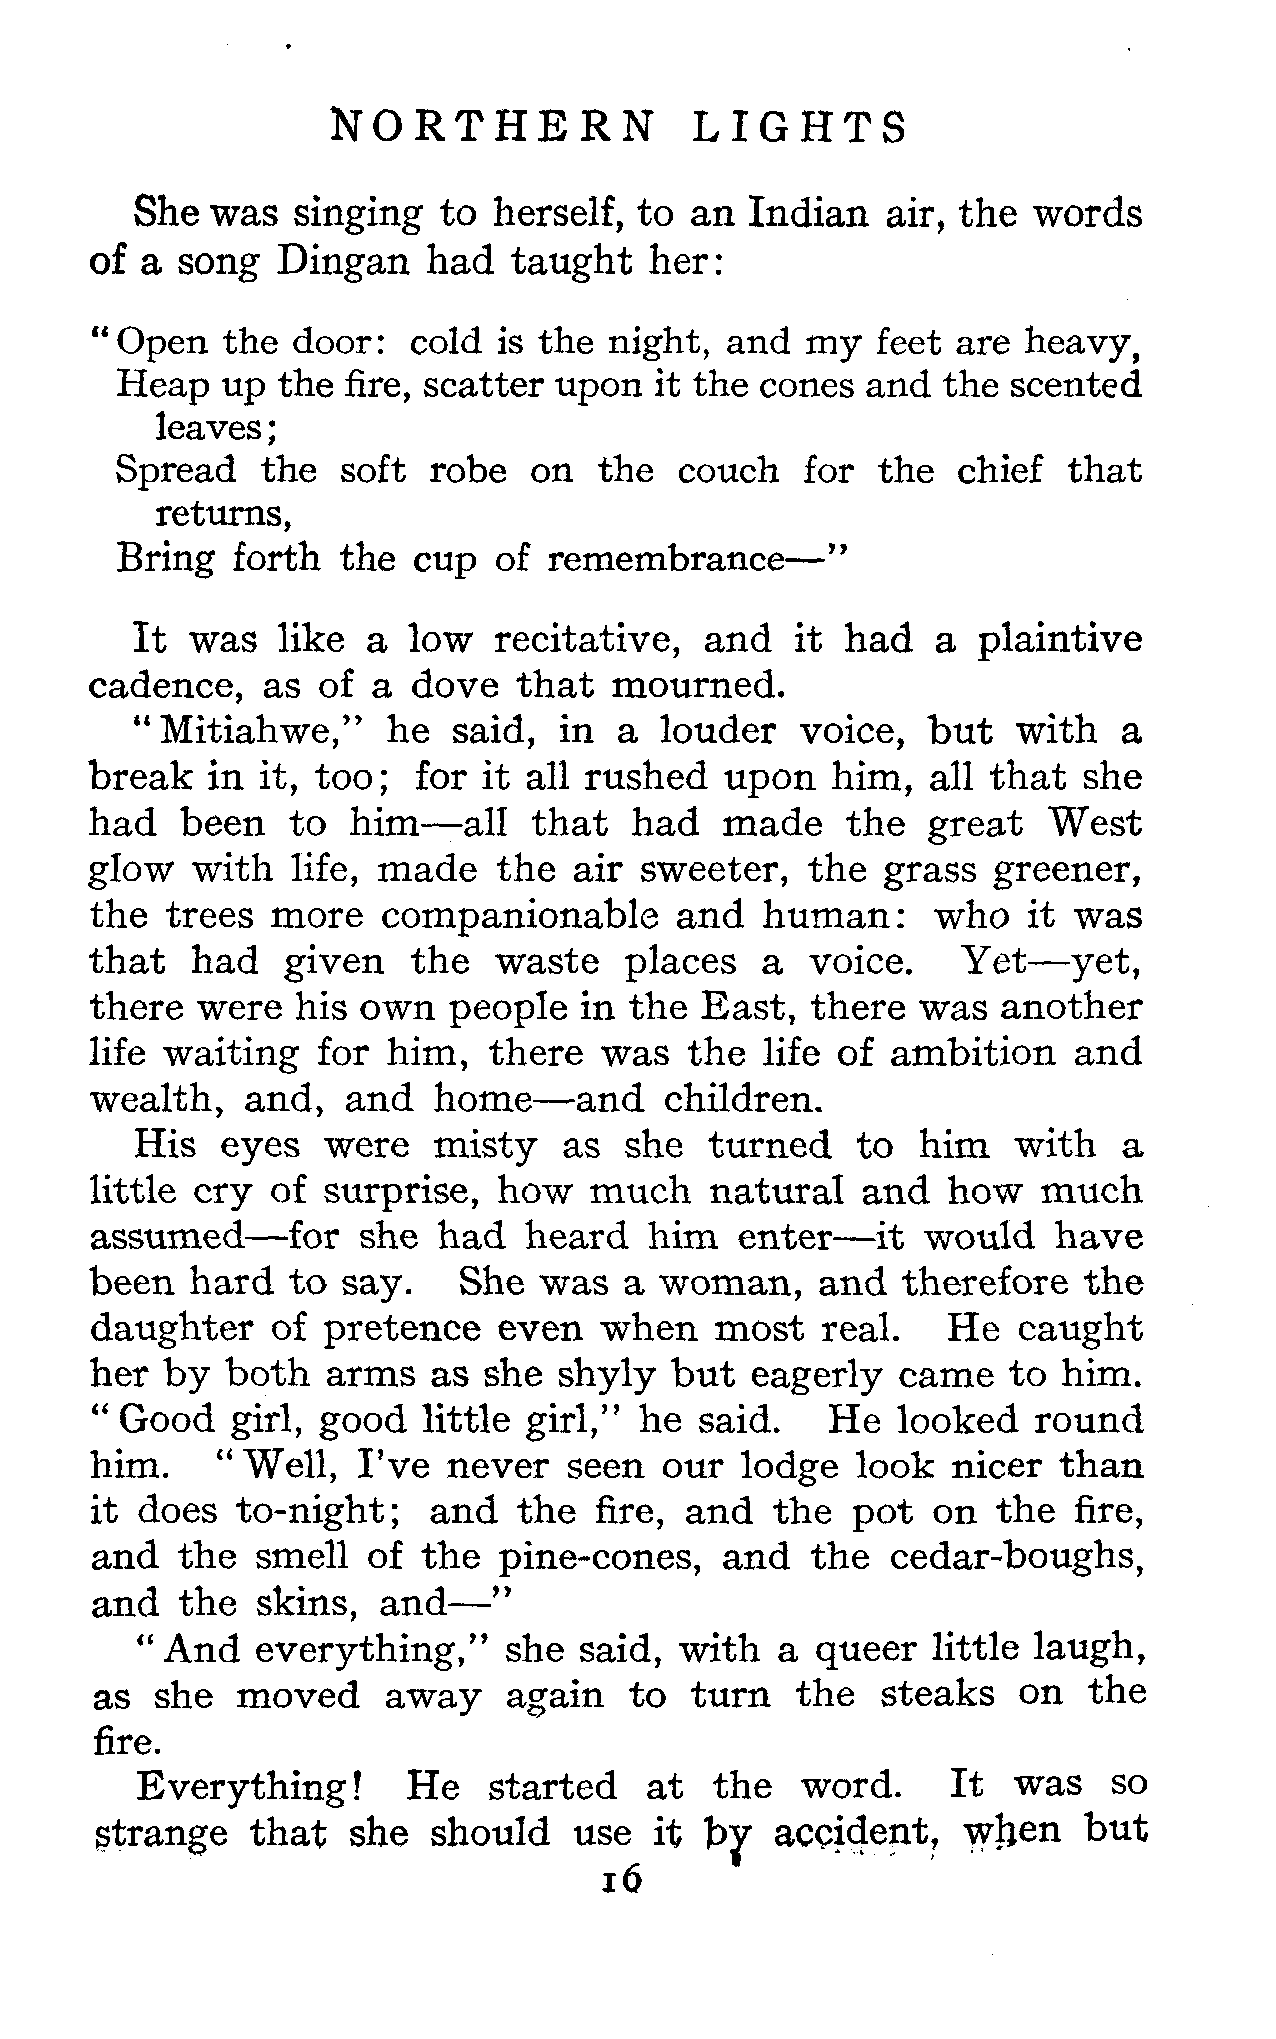 NORTHERN LIGHTS
She was singing to herself, to an Indian air, the words
of a song Dingan had taught her:
"Open the door: cold is the night, and my feet are heavy,
Heap up the fire, scatter upon it the cones and the scented
leaves;
Spread the soft robe on the couch for the chief that
returns,
Bring forth the cup of remembrance—"
It was like a low recitative, and it had a plaintive
cadence, as of a dove that mourned.
"Mitiahwe," he said, in a louder voice, but with a
break in it, too; for it all rushed upon him, all that she
had been to him—all that had made the great West
glow with life, made the air sweeter, the grass greener,
the trees more companionable and human: who it was
that had given the waste places a voice. Yet—yet,
there were his own people in the East, there was another
life waiting for him, there was the life of ambition and
wealth, and, and home—and children.
His eyes were misty as she turned to him with a
little cry of surprise, how much natural and how much
assumed—for she had heard him enter—it would have
been hard to say. She was a woman, and therefore the
daughter of pretence even when most real. He caught
her by both arms as she shyly but eagerly came to him.
"Good girl, good little girl," he said. He looked round
him. "Well, I've never seen our lodge look nicer than
it does to-night; and the fire, and the pot on the fire,
and the smell of the pine-cones, and the cedar-boughs,
and the skins, and—"
"And everything," she said, with a queer little laugh,
as she moved away again to turn the steaks on the
fire.
Everything! He started at the word. It was so
strange that she should use it by accident, when but
16